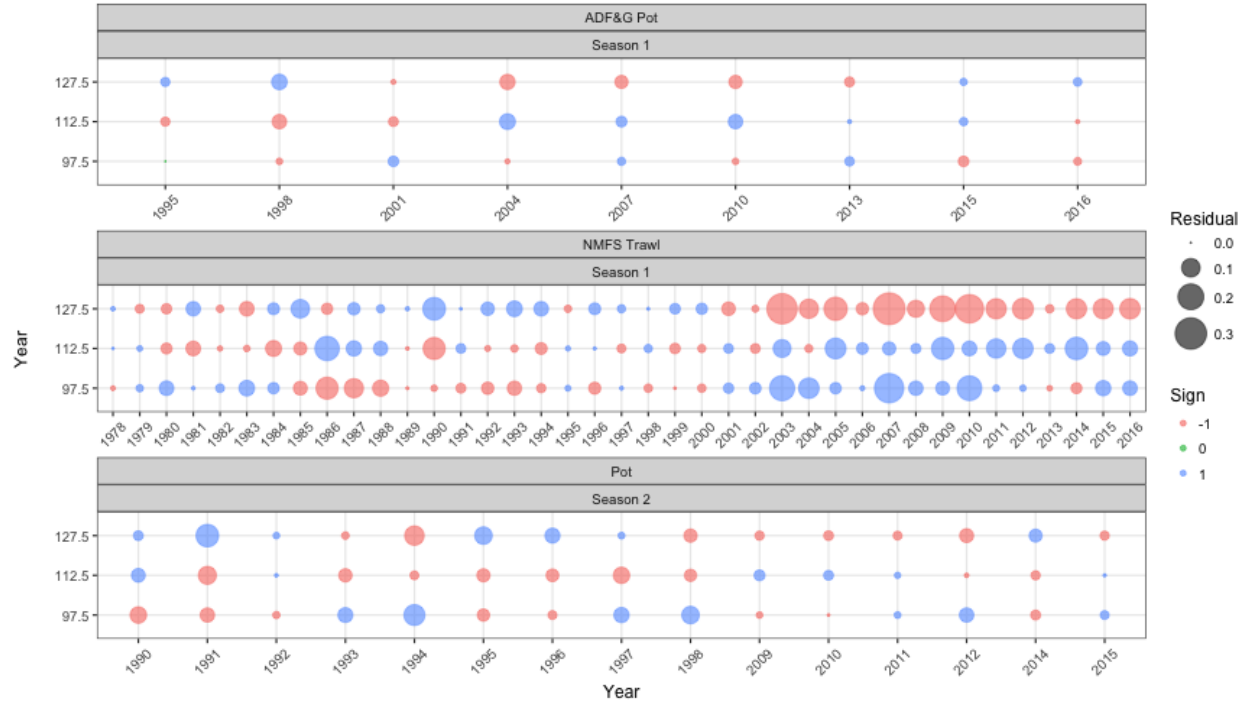 ADF&G Pot
Season 1
127.5
112.5
97.5
1995 1998 2001 2004 2007 2010 2013 2015 2016
NMFS Trawl
Season 1
127.5
112.5
97.5
1978 1979 1980 1981 1982 1983 1984 1985 1986 1987 1988 1989 1990 1991 1992 1993 1994 1995 1996 1997 1998 1999 2000 2001 2002 2003 2004 2005 2006 2007 2008 2009 2010 2011 2012 2013 2014 2015 2016
Pot
Season 2
127.5
112.5
97.5
1990 1991 1992 1993 1994 1995 1996 1997 1998 2009 2010 2011 2012 2014 2015
Year
Year
Residual
0.0
0.1
0.2
0.3
Sign
-1
0
1